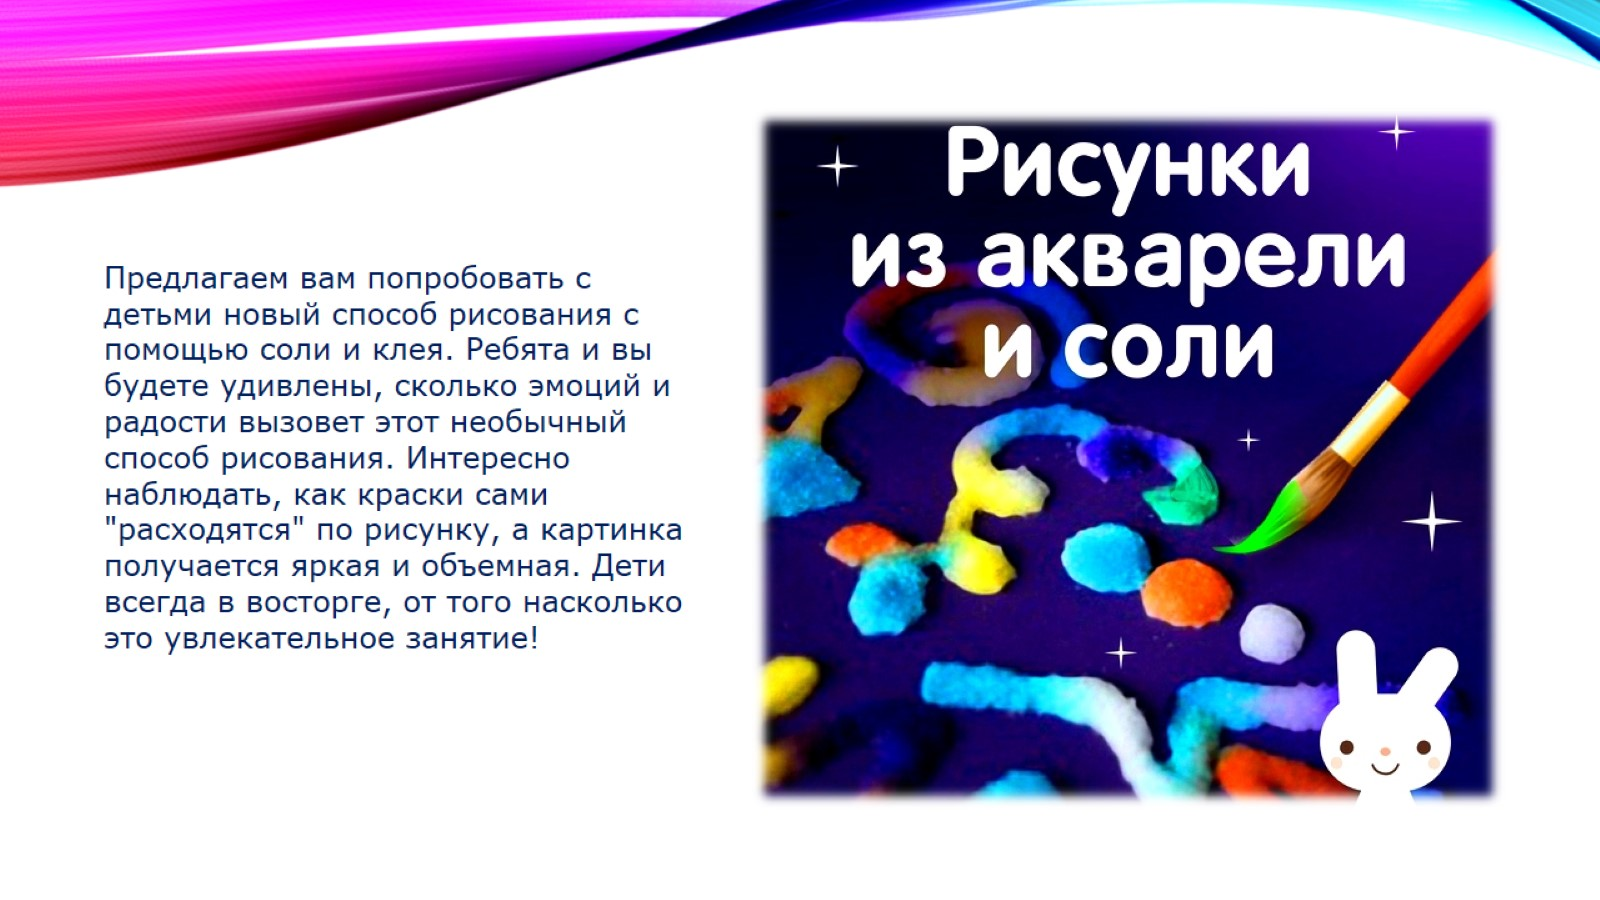 Предлагаем вам попробовать с
детьми новый способ рисования с
помощью соли и клея. Ребята и вы
будете удивлены, сколько эмоций и
радости вызовет этот необычный
способ рисования. Интересно
наблюдать, как краски сами
"расходятся" по рисунку, а картинка
получается яркая и объемная. Дети
всегда в восторге, от того насколько
это увлекательное занятие!
Рисунки
из акварели
и соли